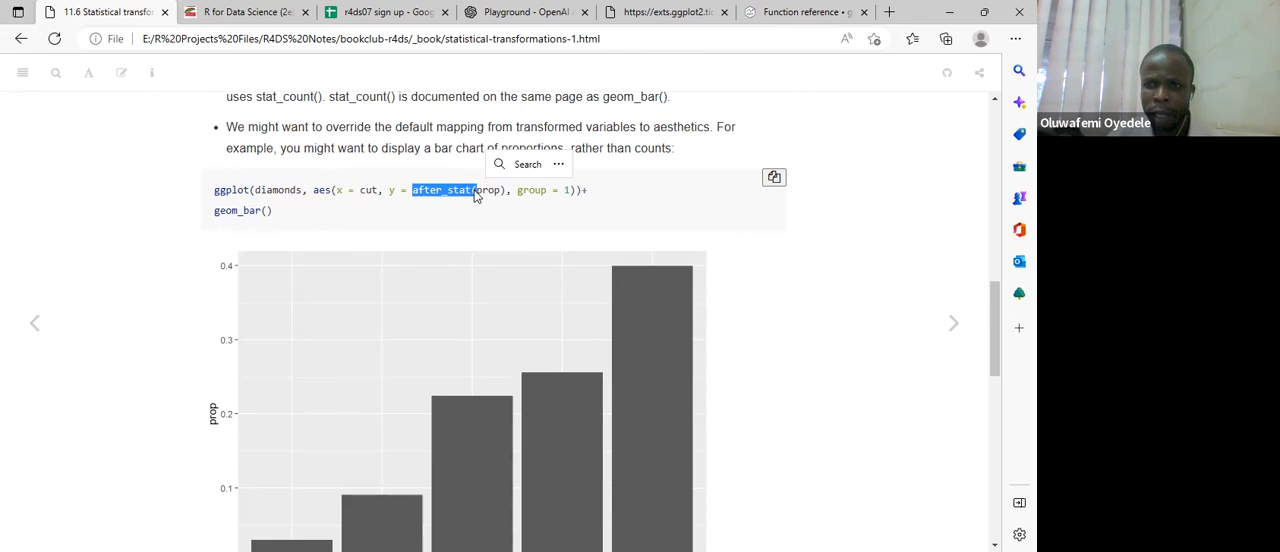 11.6 Statistical transfor
R for Data Science (2e)
r4ds07 sign up - Goog
Playground - OpenAI
https://exts.ggplot2.ti
Function reference • g
File
E:/R%20Projects%20Files/R4DS%20Notes/bookclub-r4ds/_book/statistical-transformations-1.html
uses stat_count(). stat_count() is documented on the same page as geom_bar().
• We might want to override the default mapping from transformed variables to aesthetics. For
example, you might want to display a bar chart of proportions, rather than counts:
Search
ggplot(diamonds, aes(x = cut, y = after_stat(prop), group = 1))+
geom_bar()
0.4
0.3
0.2
0.1
prop
Oluwafemi Oyedele